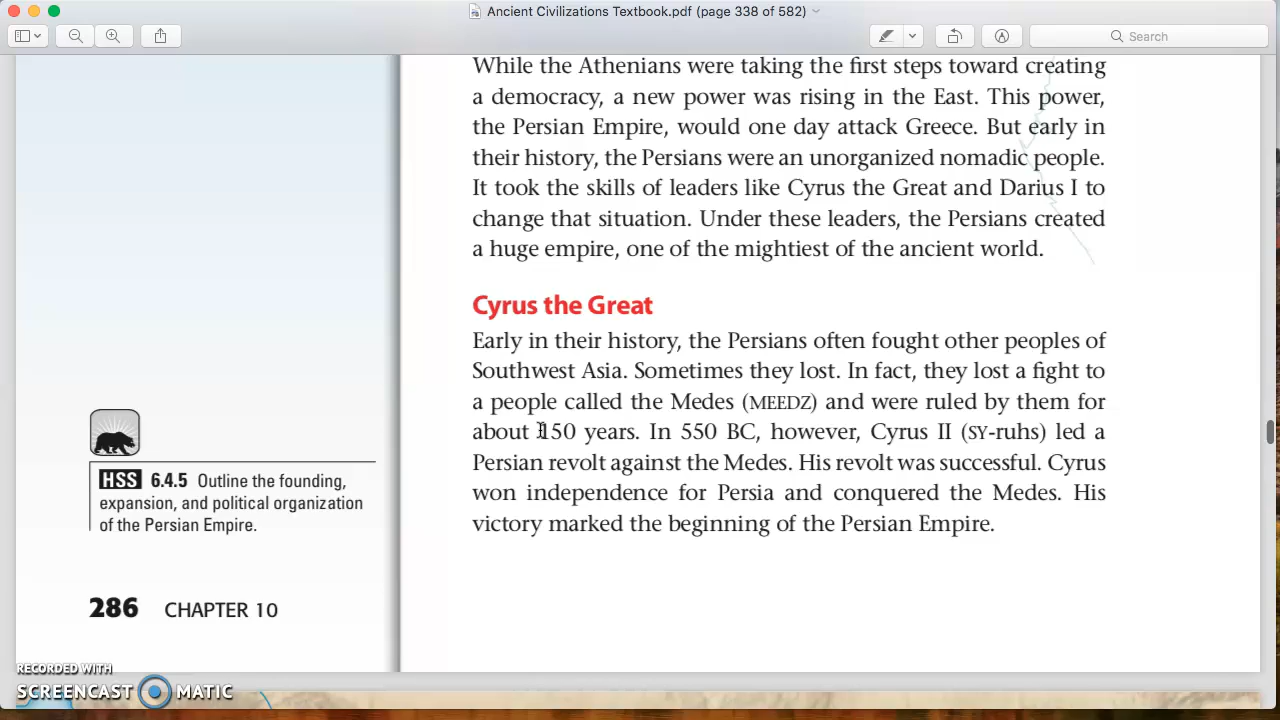 Ancient Civilizations Textbook.pdf (page 338 of 582)
Search
While the Athenians were taking the first steps toward creating
a democracy, a new power was rising in the East. This power,
the Persian Empire, would one day attack Greece. But early in
their history, the Persians were an unorganized nomadic people.
It took the skills of leaders like Cyrus the Great and Darius I to
change that situation. Under these leaders, the Persians created
a huge empire, one of the mightiest of the ancient world.
Cyrus the Great
Early in their history, the Persians often fought other peoples of
Southwest Asia. Sometimes they lost. In fact, they lost a fight to
a people called the Medes (MEEDZ) and were ruled by them for
about 150 years. In 550 BC, however, Cyrus II (SY-ruhs) led a
Persian revolt against the Medes. His revolt was successful. Cyrus
won independence for Persia and conquered the Medes. His
victory marked the beginning of the Persian Empire.
HSS 6.4.5 Outline the founding,
expansion, and political organization
of the Persian Empire.
286 CHAPTER 10
RECORDED WITH
SCREENCAST MATIC